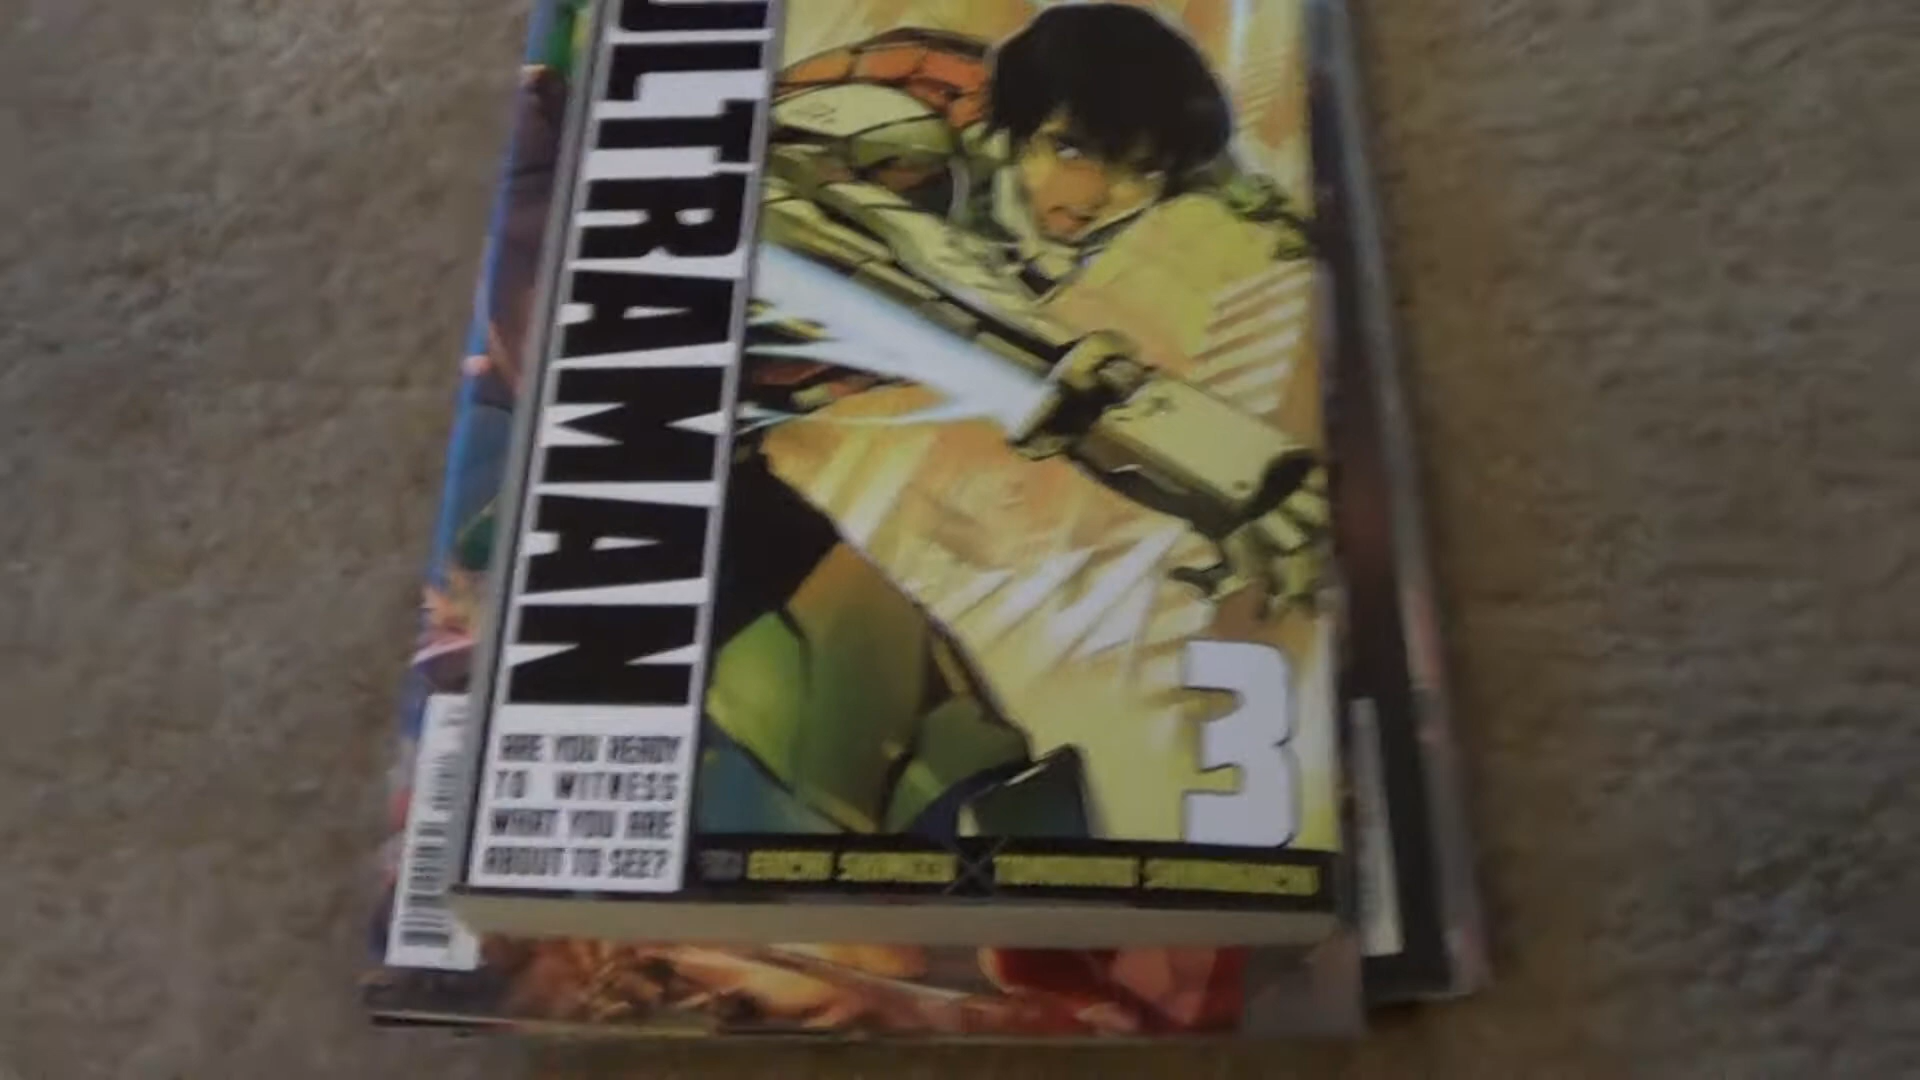 ULTRAMAN
ARE YOU READY
TO WITNESS
WHAT YOU ARE
ABOUT TO SEE?
3